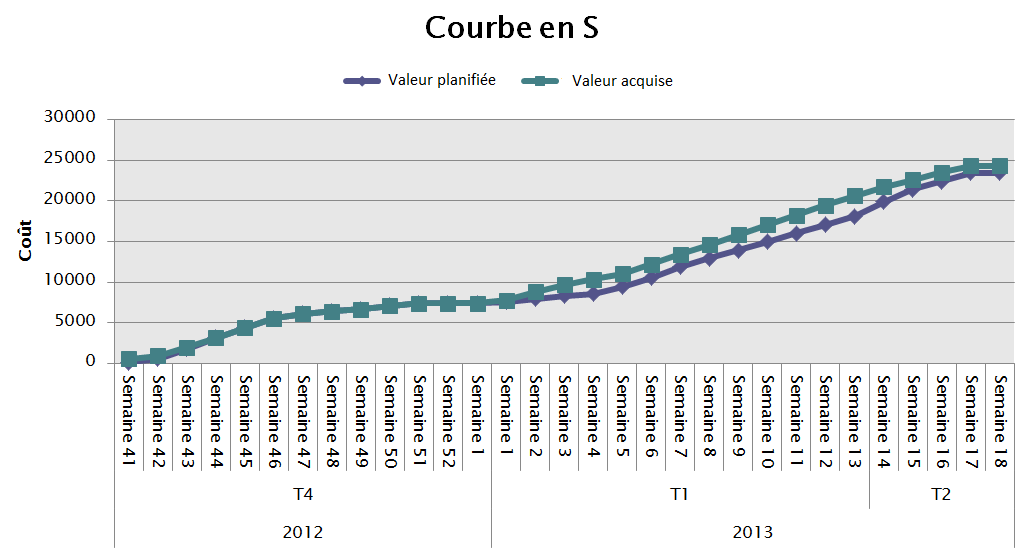 Courbe en S
Valeur planifiée
Valeur acquise
30000
25000
20000
15000
10000
5000
0
Coût
Semaine 41
Semaine 42
Semaine 43
Semaine 44
Semaine 45
Semaine 46
Semaine 47
Semaine 48
Semaine 49
Semaine 50
Semaine 51
Semaine 52
Semaine 1
Semaine 1
Semaine 2
Semaine 3
Semaine 4
Semaine 5
Semaine 6
Semaine 7
Semaine 8
Semaine 9
Semaine 10
Semaine 11
Semaine 12
Semaine 13
Semaine 14
Semaine 15
Semaine 16
Semaine 17
Semaine 18
T4
T1
T2
2012
2013